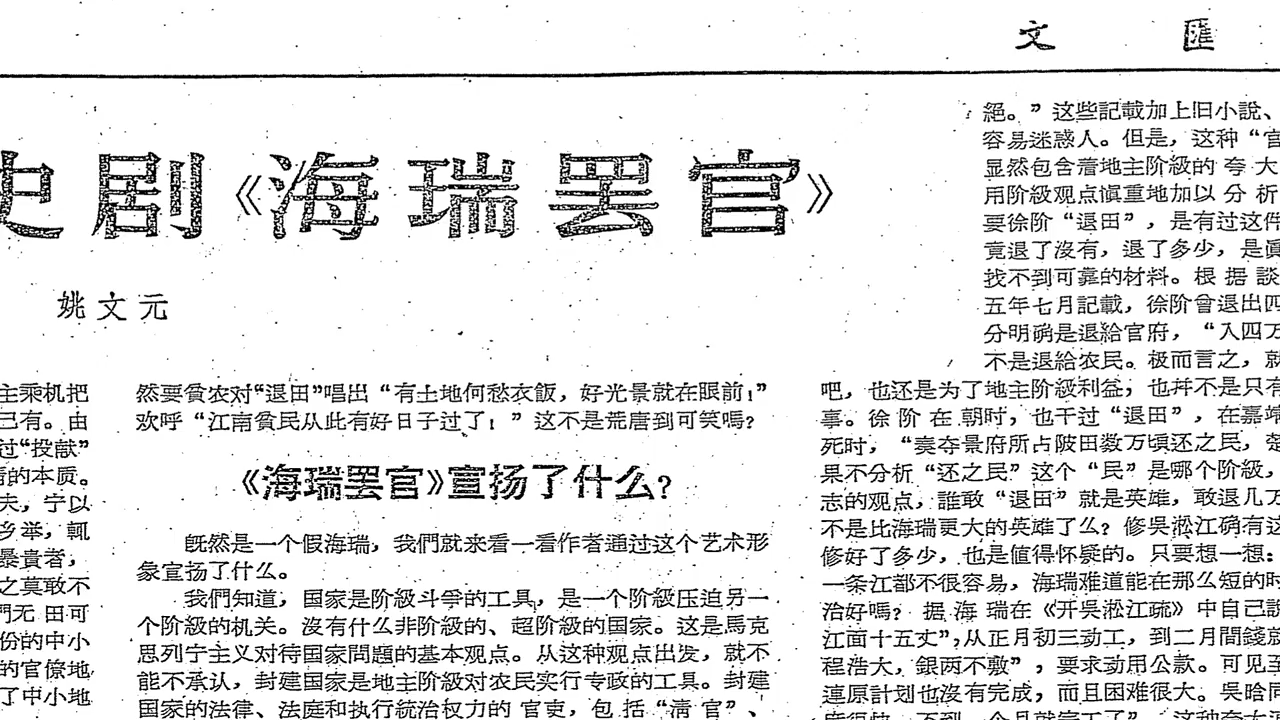 文 匯
史剧《海瑞罢官》
姚文元
主乘机把
已有。由
过“投献”
的本质。
夫，宁以
乡举，輒
暴貴者，
之莫敢不
們无 田可
份的中小
的官僚地
了中小地
然要貧农对“退田”唱出“有土地何愁衣飯，好光景就在眼前！”
欢呼“江南貧民从此有好日子过了！”这不是荒唐到可笑嗎？
《海瑞罢官》宣扬了什么？
既然是一个假海瑞，我們就来看一看作者通过这个艺术形
象宣扬了什么。
我們知道，国家是阶級斗爭的工具，是一个阶級压迫另一
个阶級的机关。沒有什么非阶級的、超阶級的国家。这是馬克
思列宁主义对待国家問題的基本观点。从这种观点出发，就不
能不承认，封建国家是地主阶級对农民实行专政的工具。封建
国家的法律、法庭和执行統治权力的官吏，包括“清官”、
絕。”这些記載加上旧小說、
容易迷惑人。但是，这种“官
显然包含着地主阶級的 夸 大
用阶級观点愼重地加以 分 析
要徐阶“退田”，是有过这件
竟退了沒有，退了多少，是眞
找不到可靠的材料。根 据 談
五年七月記載，徐阶曾退出四
分明确是退給官府，“入四万
不是退給农民。极而言之，就
吧，也还是为了地主阶級利益，也幷不是只有
事。徐 阶 在 朝时，也干过“退田”，在嘉靖
死时，“奏夺景府所占陂田数万頃还之民，楚
果不分析“还之民”这个“民”是哪个阶級，
志的观点，誰敢“退田”就是英雄，敢退几万
不是比海瑞更大的英雄了么？修吳淞江确有这
修好了多少，也是値得怀疑的。只要想一想：
一条江都不很容易，海瑞难道能在那么短的时
治好嗎？据 海 瑞在《开吳淞江疏》中自己說
江面十五丈”，从正月初三动工，到二月間錢就
程浩大，銀两不敷”，要求动用公款。可见至
連原計划也沒有完成，而且困难很大。吳晗同